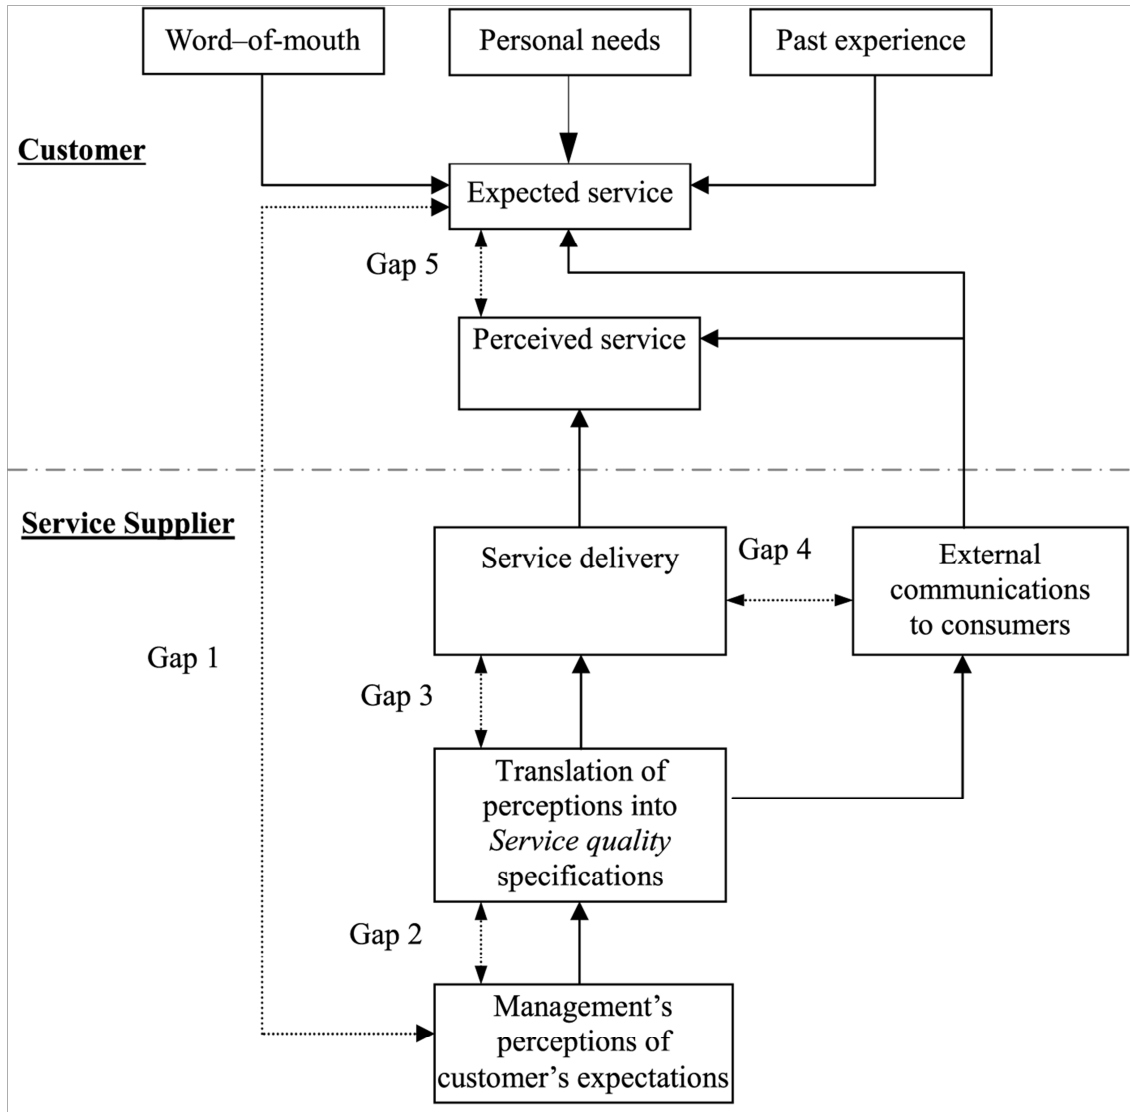 Word–of-mouth
Personal needs
Past experience
Customer
Expected service
Gap 5
Perceived service
Service Supplier
Service delivery
Gap 4
External
communications
to consumers
Gap 1
Gap 3
Translation of
perceptions into
Service quality
specifications
Gap 2
Management’s
perceptions of
customer’s expectations